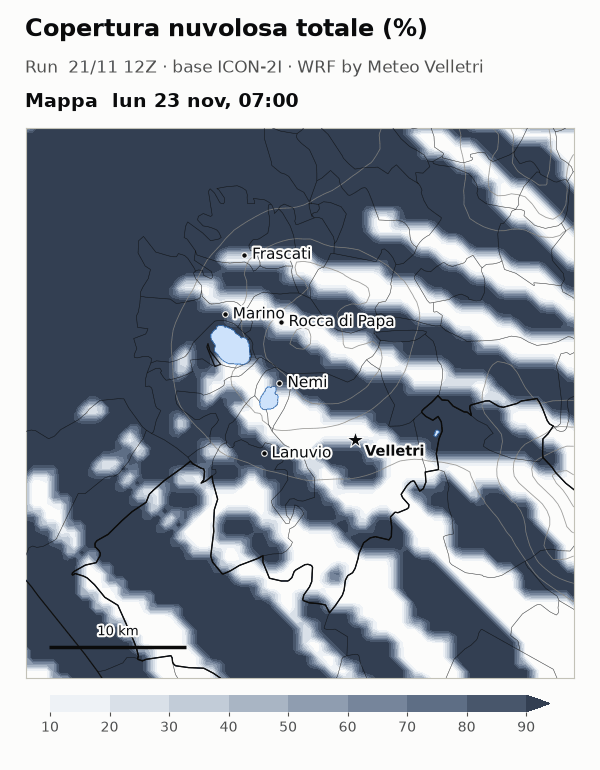 Copertura nuvolosa totale (%)
Run  21/11 12Z · base ICON-2I · WRF by Meteo Velletri
Mappa  lun 23 nov, 07:00
Frascati
Marino
Rocca di Papa
Nemi
Velletri
Lanuvio
10 km
10 20 30 40 50 60 70 80 90